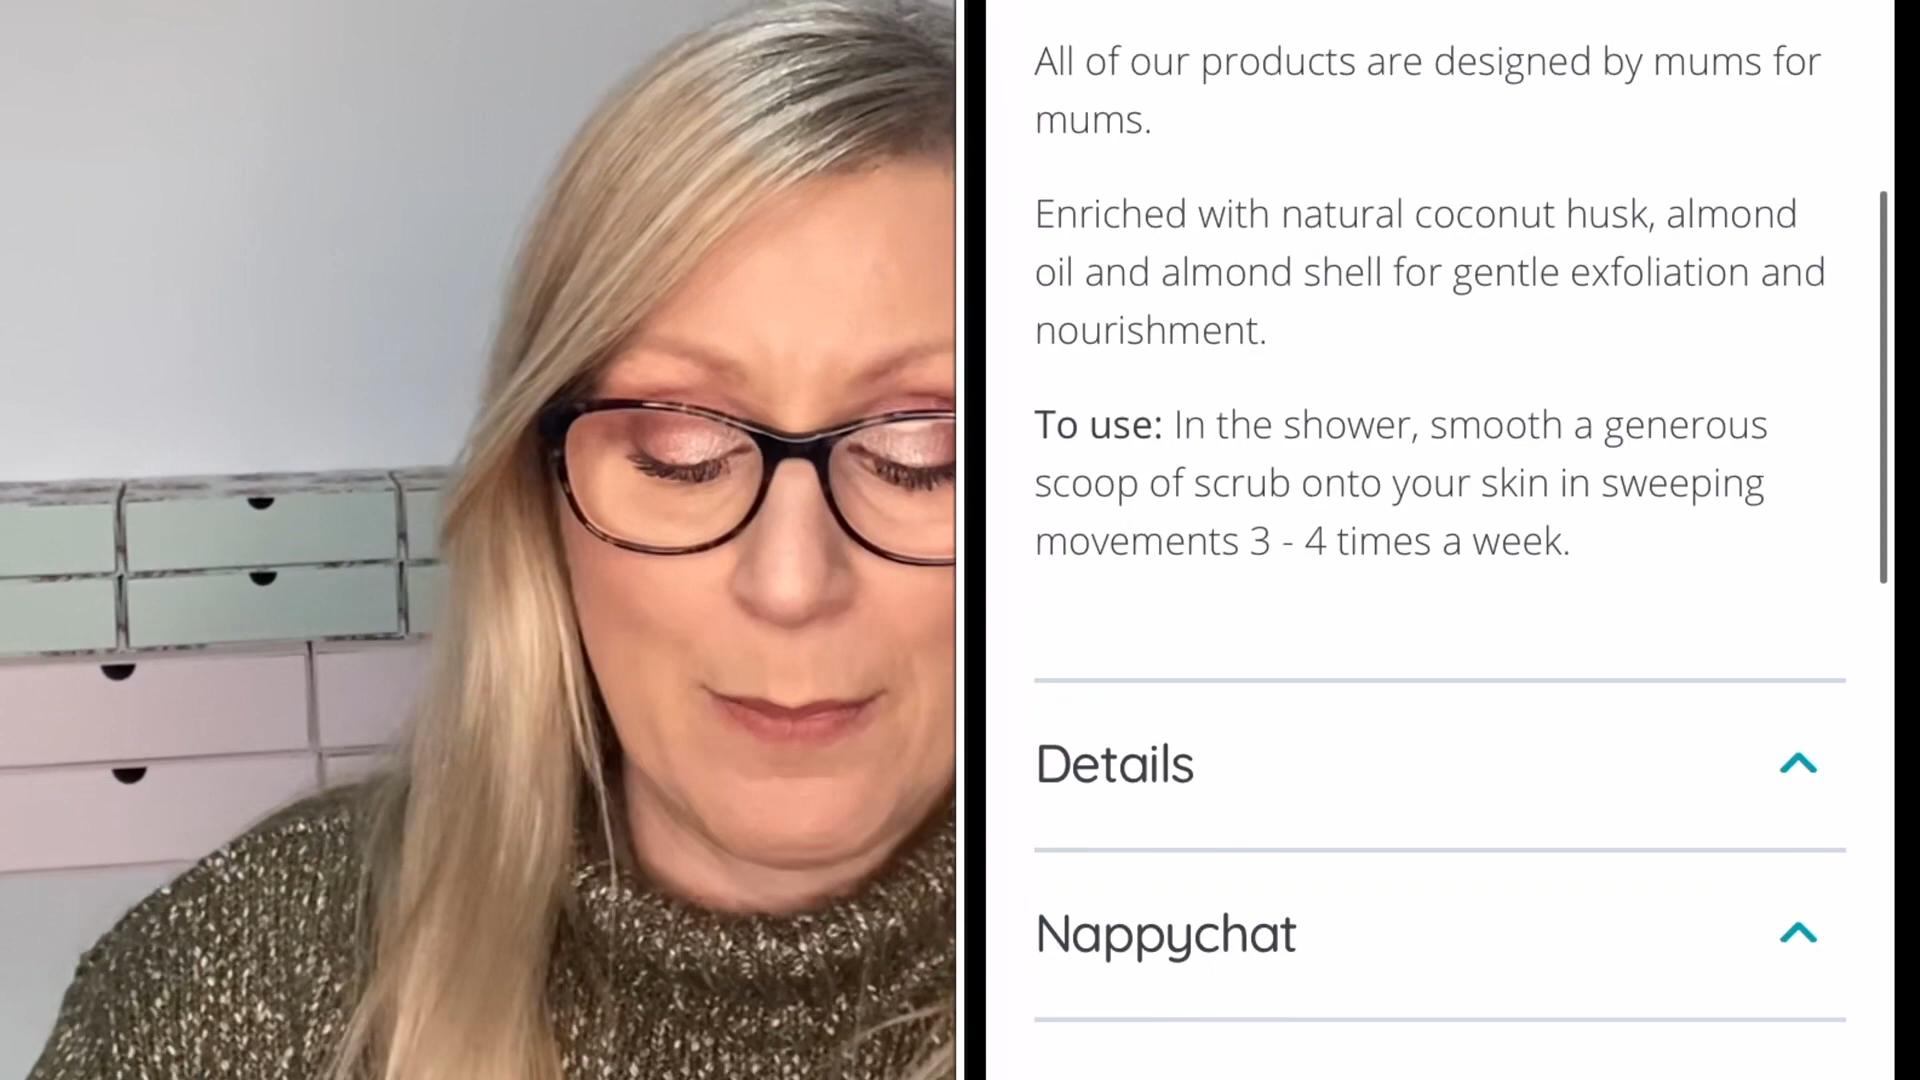 All of our products are designed by mums for
mums.
Enriched with natural coconut husk, almond
oil and almond shell for gentle exfoliation and
nourishment.
To use: In the shower, smooth a generous
scoop of scrub onto your skin in sweeping
movements 3 - 4 times a week.
Details
Nappychat